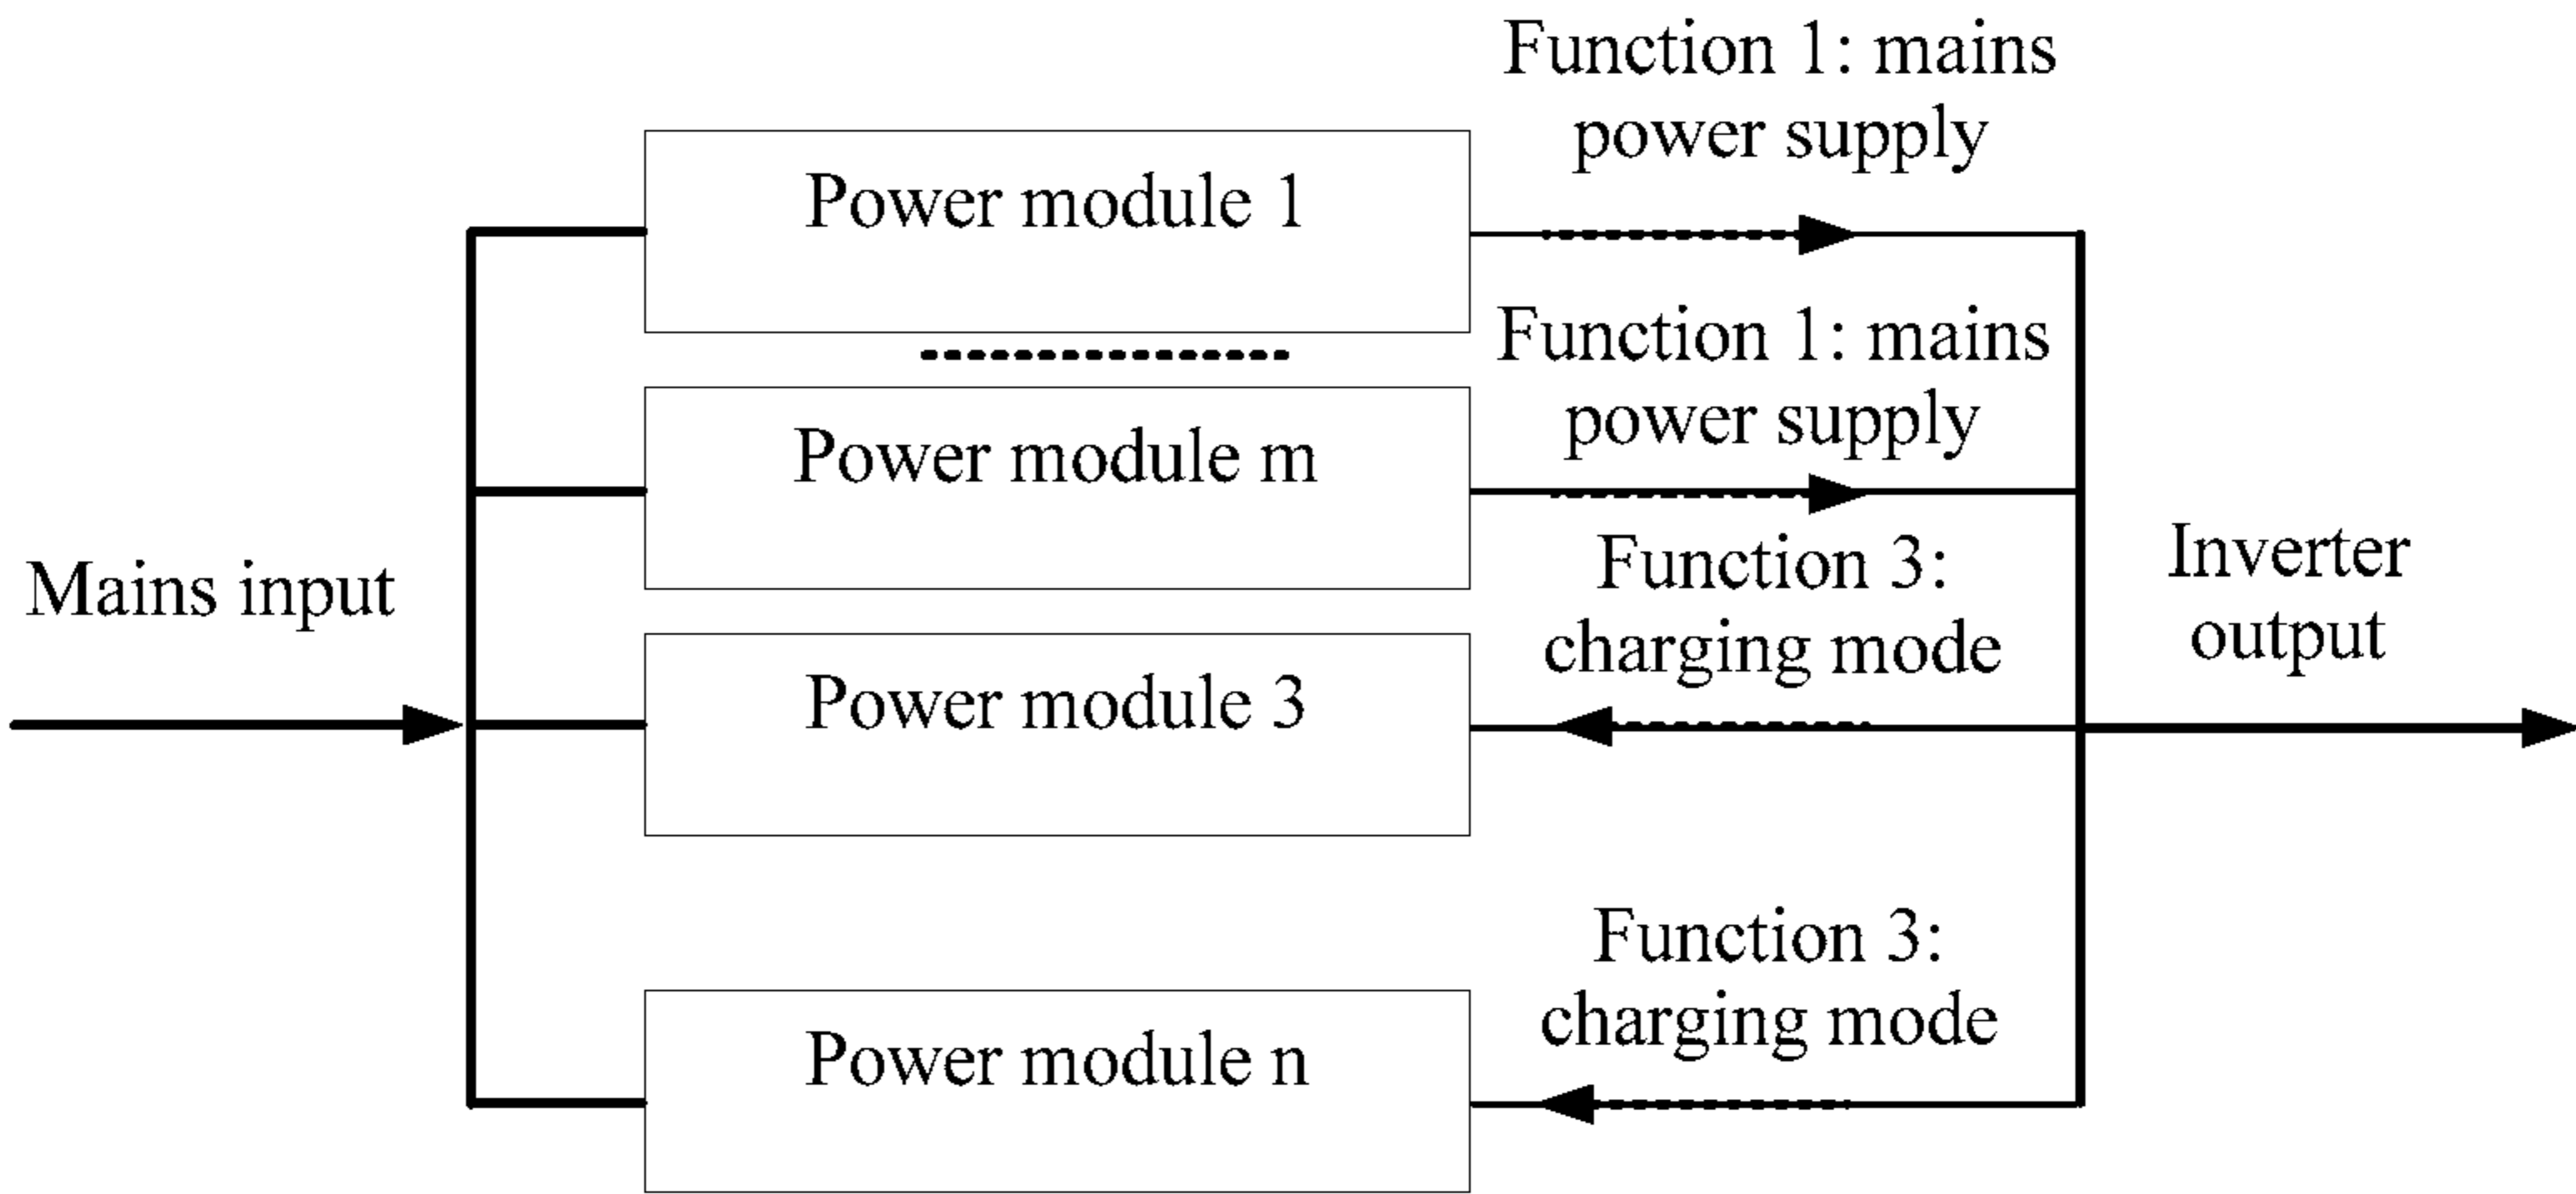 Function 1: mains
power supply
Power module 1
Function 1: mains
power supply
Power module m
Mains input
Function 3:
charging mode
Inverter
output
Power module 3
Function 3:
charging mode
Power module n